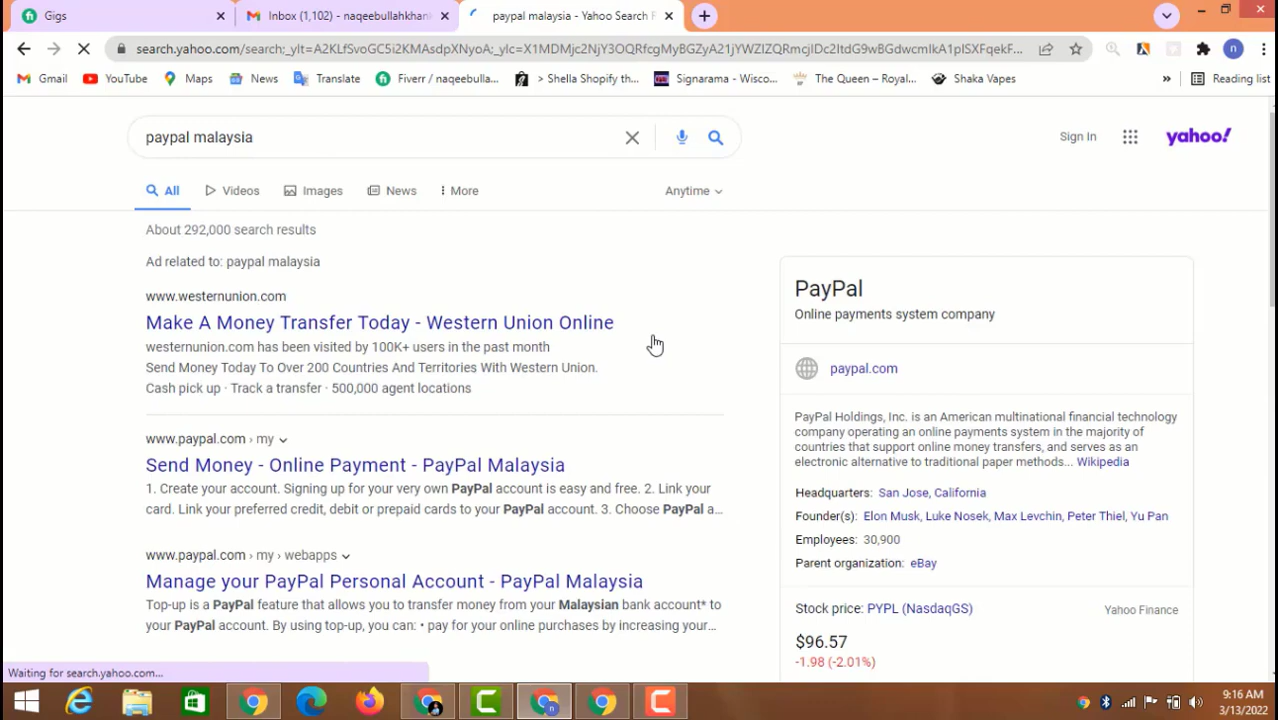 Gigs
Inbox (1,102) - naqeebullahkhani
paypal malaysia - Yahoo Search R
search.yahoo.com/search;_ylt=A2KLfSvoGC5i2KMAsdpXNyoA;_ylc=X1MDMjc2NjY3OQRfcgMyBGZyA21jYWZlZQRmcjIDc2ItdG9wBGdwcmlkA1plSXFqekF...
Gmail
YouTube
Maps
News
Translate
Fiverr / naqeebulla...
> Shella Shopify th...
Signarama - Wisco...
The Queen – Royal...
Shaka Vapes
»
Reading list
paypal malaysia
Sign In
yahoo!
All
Videos
Images
News
More
Anytime
About 292,000 search results
Ad related to: paypal malaysia
www.westernunion.com
Make A Money Transfer Today - Western Union Online
westernunion.com has been visited by 100K+ users in the past month
Send Money Today To Over 200 Countries And Territories With Western Union.
Cash pick up · Track a transfer · 500,000 agent locations
www.paypal.com › my
Send Money - Online Payment - PayPal Malaysia
1. Create your account. Signing up for your very own PayPal account is easy and free. 2. Link your
card. Link your preferred credit, debit or prepaid cards to your PayPal account. 3. Choose PayPal a...
www.paypal.com › my › webapps
Manage your PayPal Personal Account - PayPal Malaysia
Top-up is a PayPal feature that allows you to transfer money from your Malaysian bank account* to
your PayPal account. By using top-up, you can: • pay for your online purchases by increasing your...
PayPal
Online payments system company
paypal.com
PayPal Holdings, Inc. is an American multinational financial technology
company operating an online payments system in the majority of
countries that support online money transfers, and serves as an
electronic alternative to traditional paper methods... Wikipedia
Headquarters: San Jose, California
Founder(s): Elon Musk, Luke Nosek, Max Levchin, Peter Thiel, Yu Pan
Employees: 30,900
Parent organization: eBay
Stock price: PYPL (NasdaqGS)
Yahoo Finance
$96.57
-1.98 (-2.01%)
Waiting for search.yahoo.com...
9:16 AM
3/13/2022